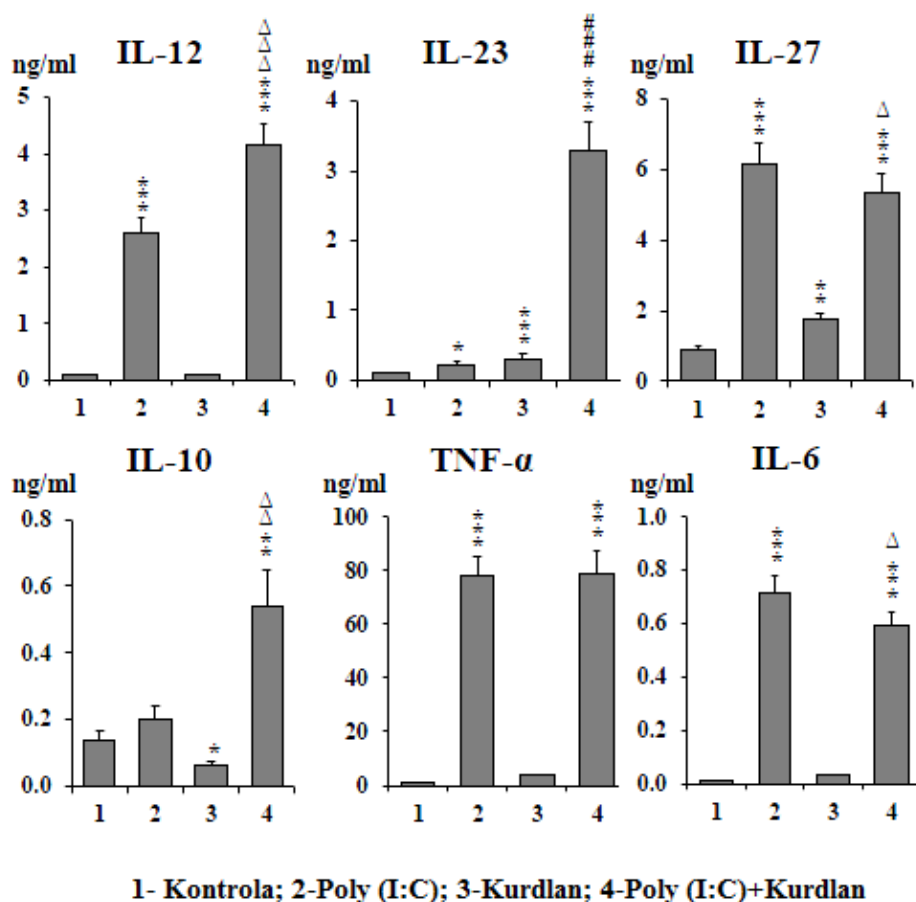 IL-12 IL-23 IL-27
ng/ml ng/ml ng/ml
ΔΔΔ *** *** ### *** * *** *** ** Δ ***
5 4 3 2 1 0
4 3 2 1 0
8 6 4 2 0
1 2 3 4 1 2 3 4 1 2 3 4
IL-10 TNF-α IL-6
ng/ml ng/ml ng/ml
ΔΔ ** * *** *** *** Δ ***
0.8 0.6 0.4 0.2 0.0
100 80 60 40 20 0
1.0 0.8 0.6 0.4 0.2 0.0
1 2 3 4 1 2 3 4 1 2 3 4
1- Kontrola; 2-Poly (I:C); 3-Kurdlan; 4-Poly (I:C)+Kurdlan